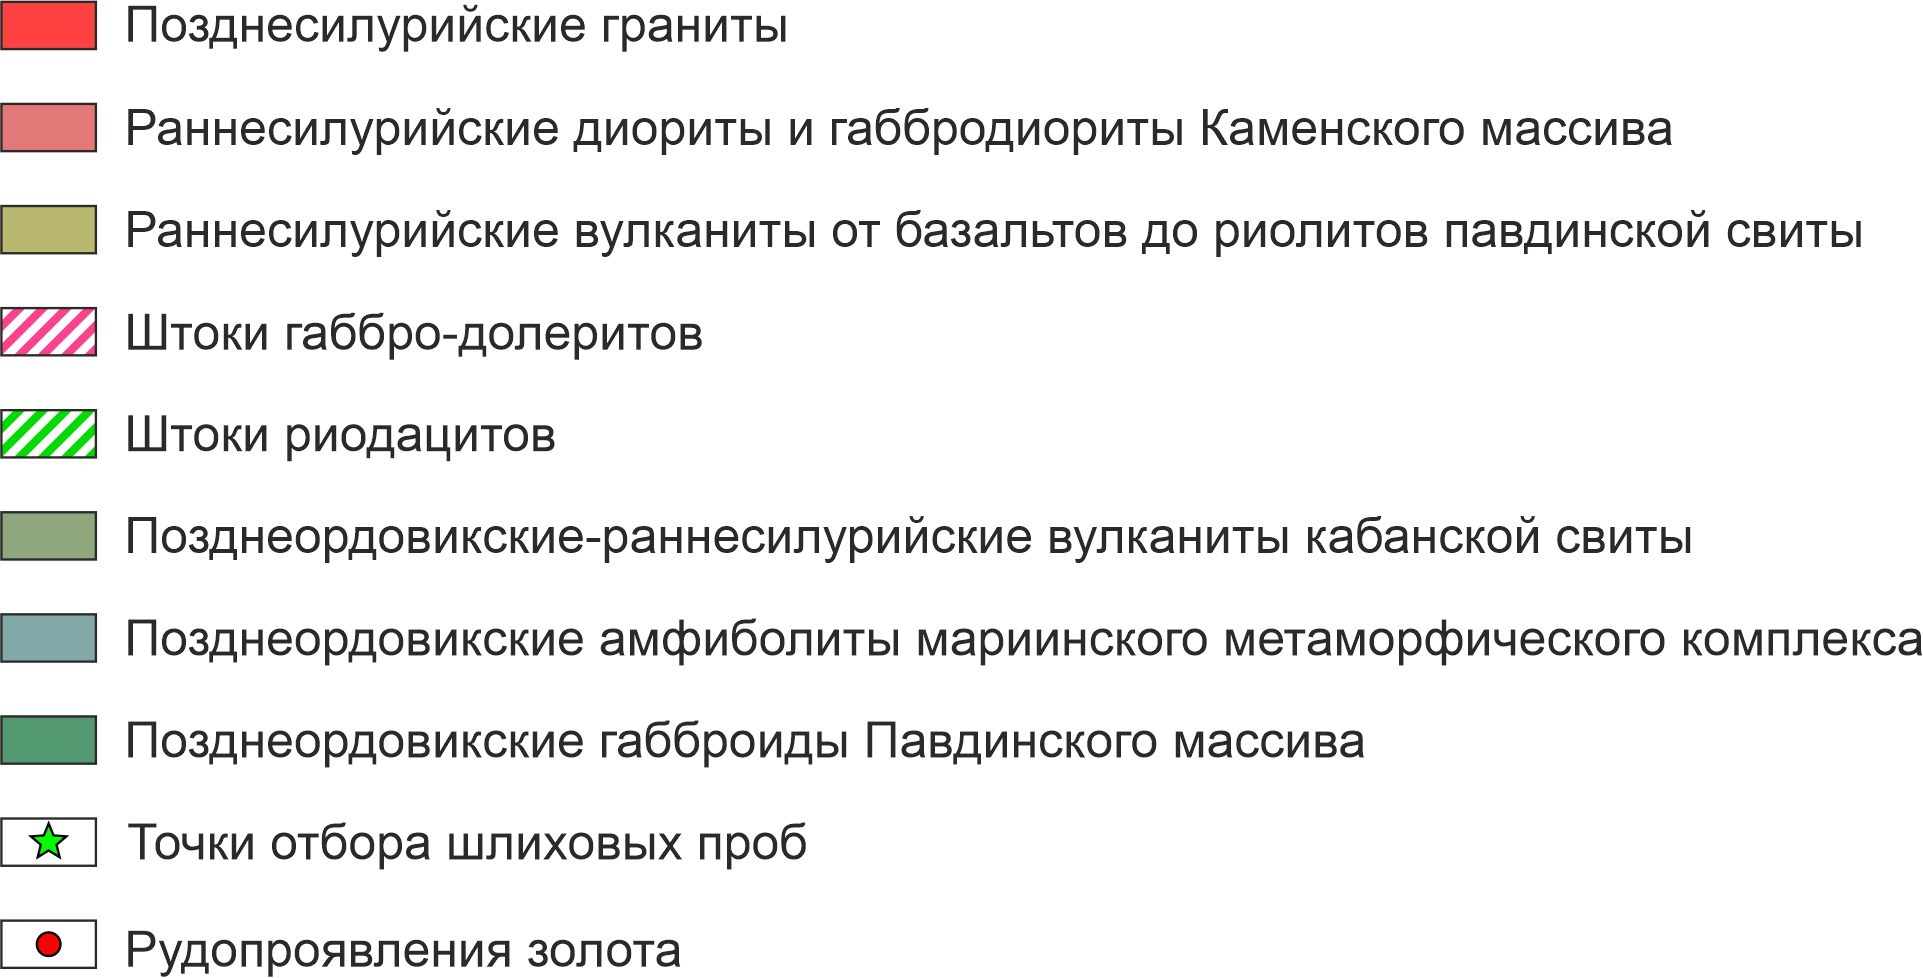 Позднесилурийские граниты
Раннесилурийские диориты и габбродиориты Каменского массива
Раннесилурийские вулканиты от базальтов до риолитов павдинской свиты
Штоки габбро-долеритов
Штоки риодацитов
Позднеордовикские-раннесилурийские вулканиты кабанской свиты
Позднеордовикские амфиболиты мариинского метаморфического комплекса
Позднеордовикские габброиды Павдинского массива
Точки отбора шлиховых проб
Рудопроявления золота